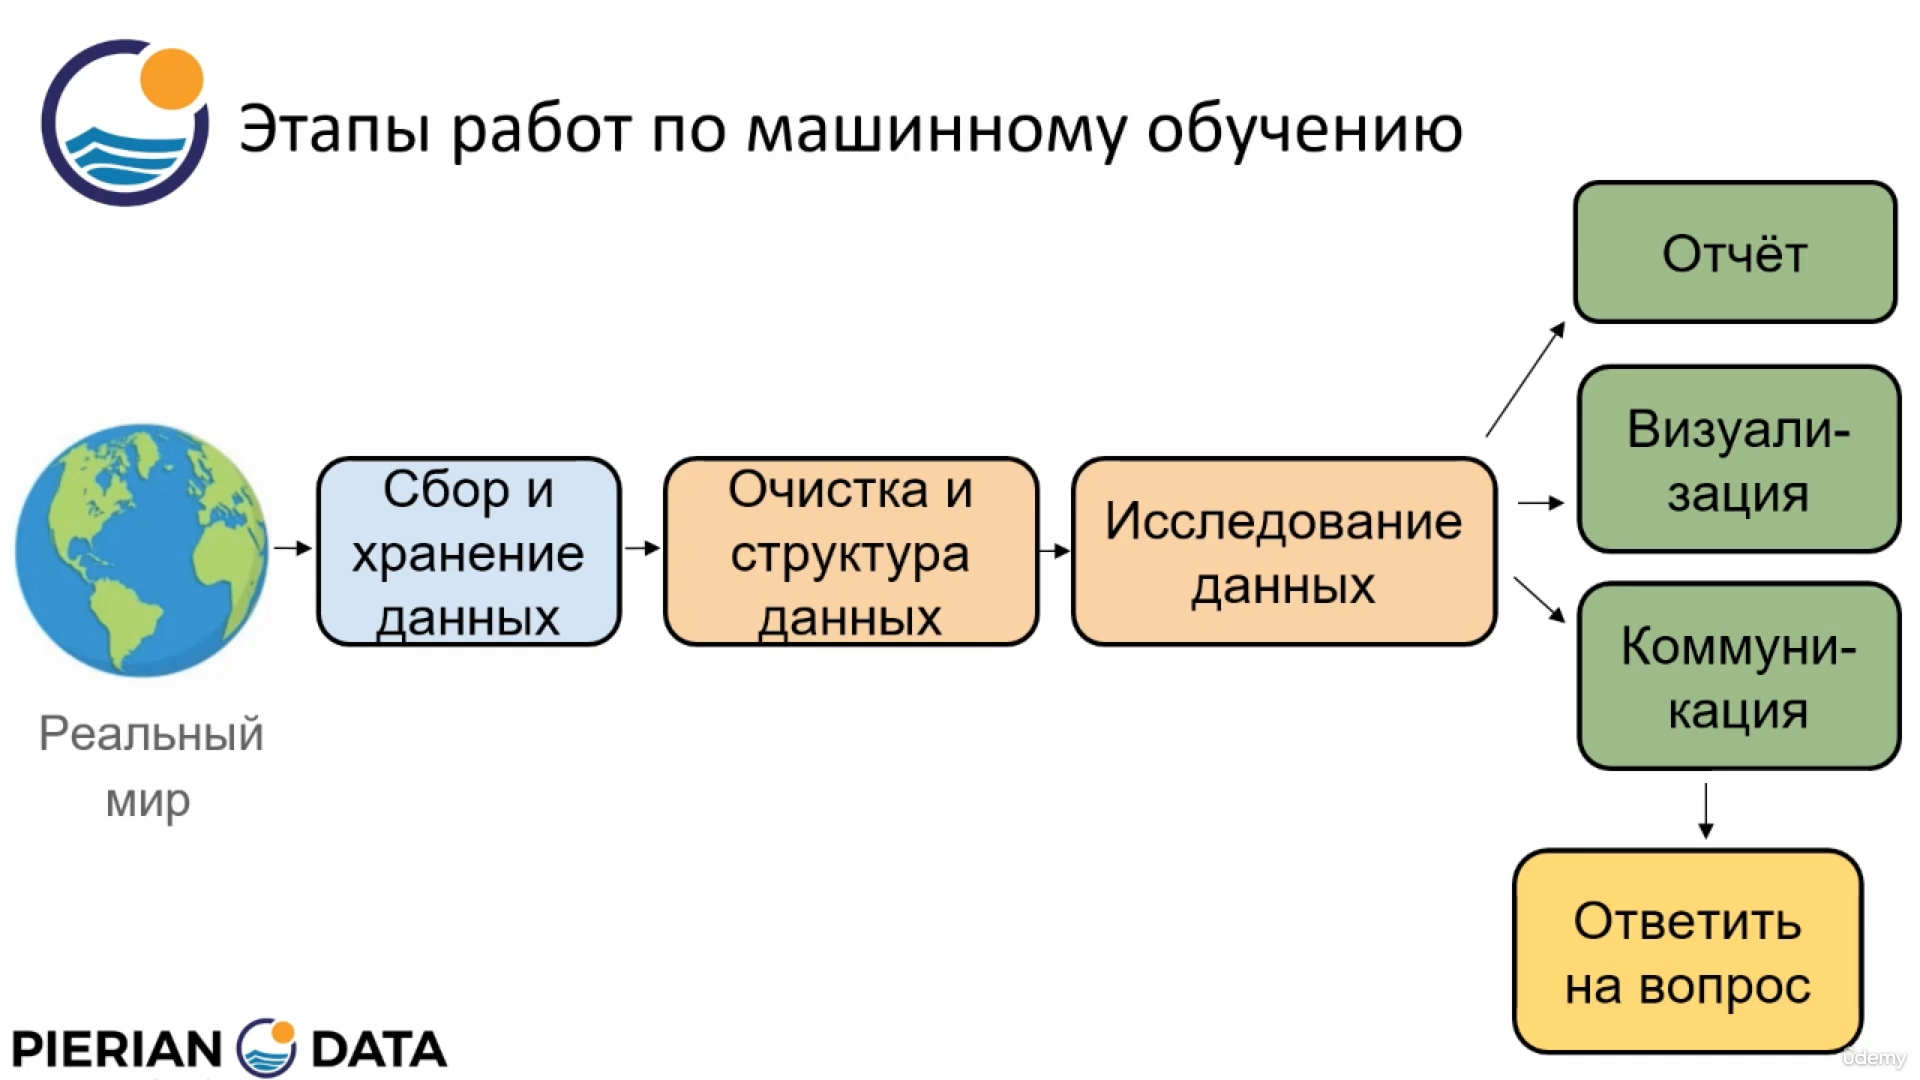 Этапы работ по машинному обучению
Отчёт
Визуали-
зация
Коммуни-
кация
Сбор и
хранение
данных
Очистка и
структура
данных
Исследование
данных
Реальный
мир
Ответить
на вопрос
PIERIAN DATA
ûdemy